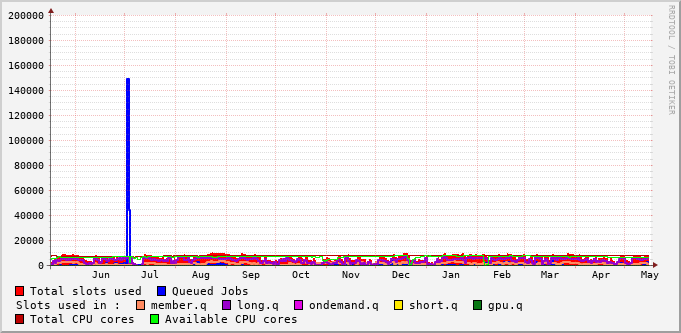 200000
180000
160000
140000
120000
100000
80000
60000
40000
20000
0
Jun Jul Aug Sep Oct Nov Dec Jan Feb Mar Apr May
Total slots used Queued Jobs
Slots used in : member.q long.q ondemand.q short.q gpu.q
Total CPU cores Available CPU cores
RRDTOOL / TOBI OETIKER